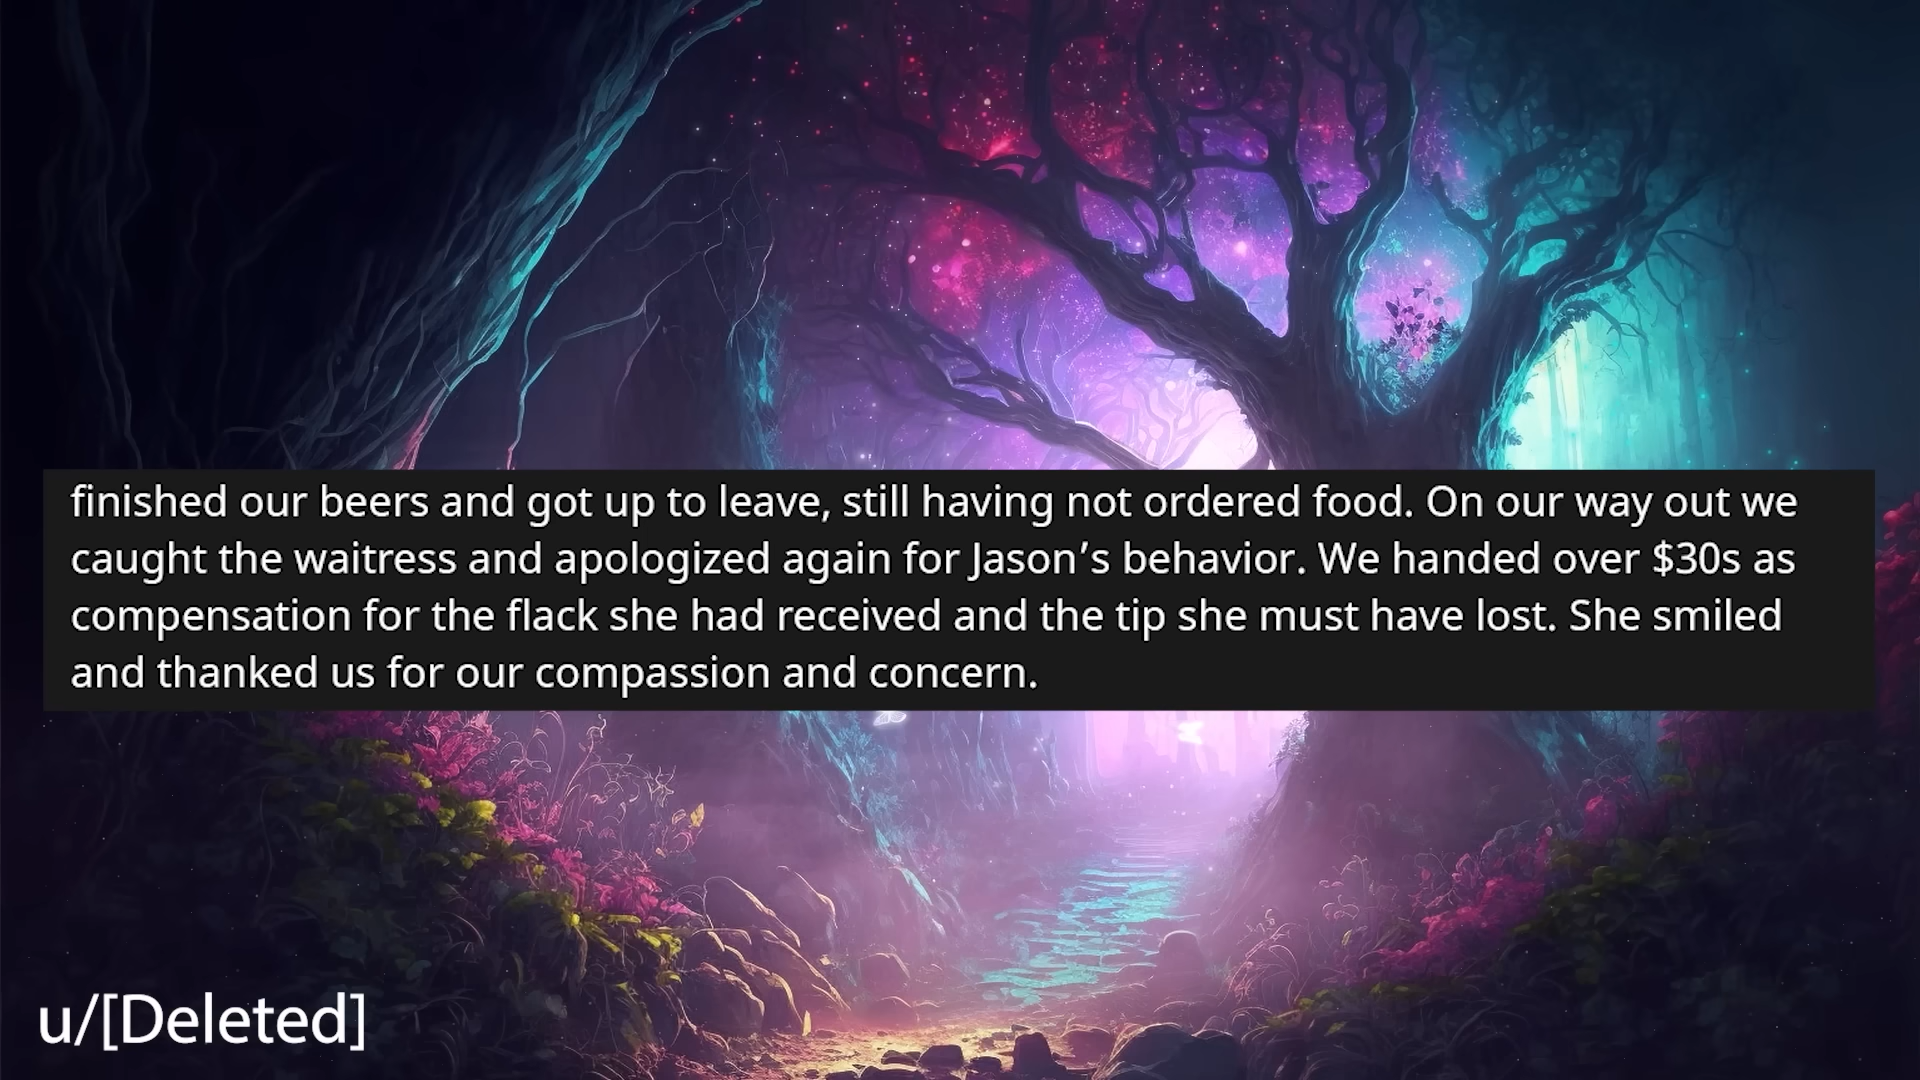 finished our beers and got up to leave, still having not ordered food. On our way out we
caught the waitress and apologized again for Jason’s behavior. We handed over $30s as
compensation for the flack she had received and the tip she must have lost. She smiled
and thanked us for our compassion and concern.
u/[Deleted]